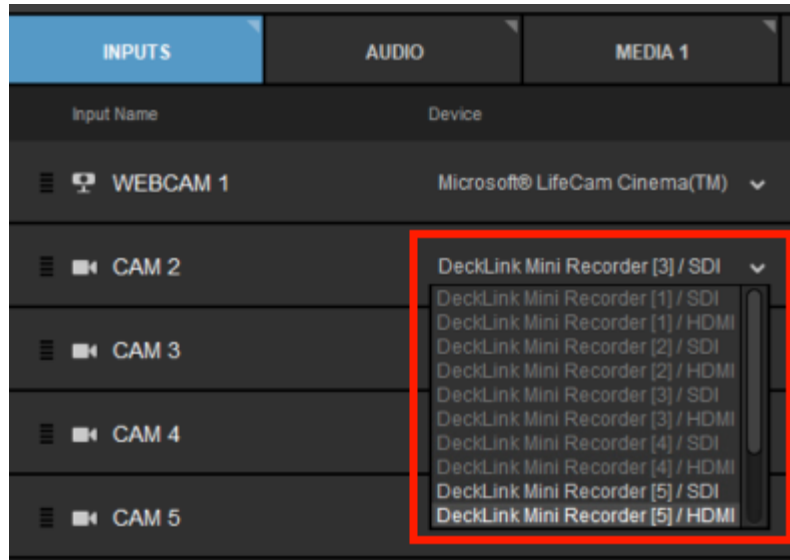 INPUTS AUDIO MEDIA 1
Input Name Device
WEBCAM 1 Microsoft® LifeCam Cinema(TM)
CAM 2 DeckLink Mini Recorder [3] / SDI
DeckLink Mini Recorder [1] / SDI
DeckLink Mini Recorder [1] / HDMI
DeckLink Mini Recorder [2] / SDI
CAM 3
DeckLink Mini Recorder [2] / HDMI
DeckLink Mini Recorder [3] / SDI
DeckLink Mini Recorder [3] / HDMI
CAM 4
DeckLink Mini Recorder [4] / SDI
DeckLink Mini Recorder [4] / HDMI
DeckLink Mini Recorder [5] / SDI
CAM 5
DeckLink Mini Recorder [5] / HDMI